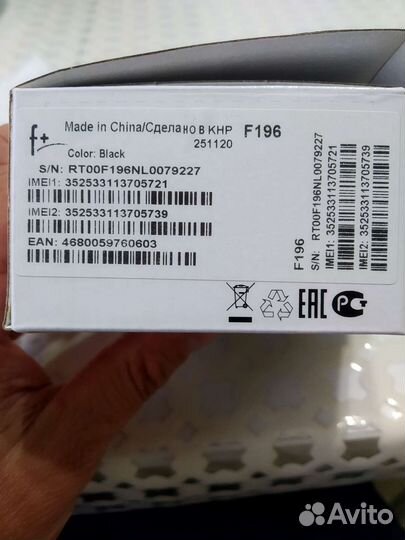 f+
Made in China/Сделано в КНР F196
251120
Color: Black
S/N: RT00F196NL0079227
IMEI1: 352533113705721
IMEI2: 352533113705739
EAN: 4680059760603
F196
S/N: RT00F196NL0079227
IMEI1: 352533113705721
IMEI2: 352533113705739
EAC
Avito